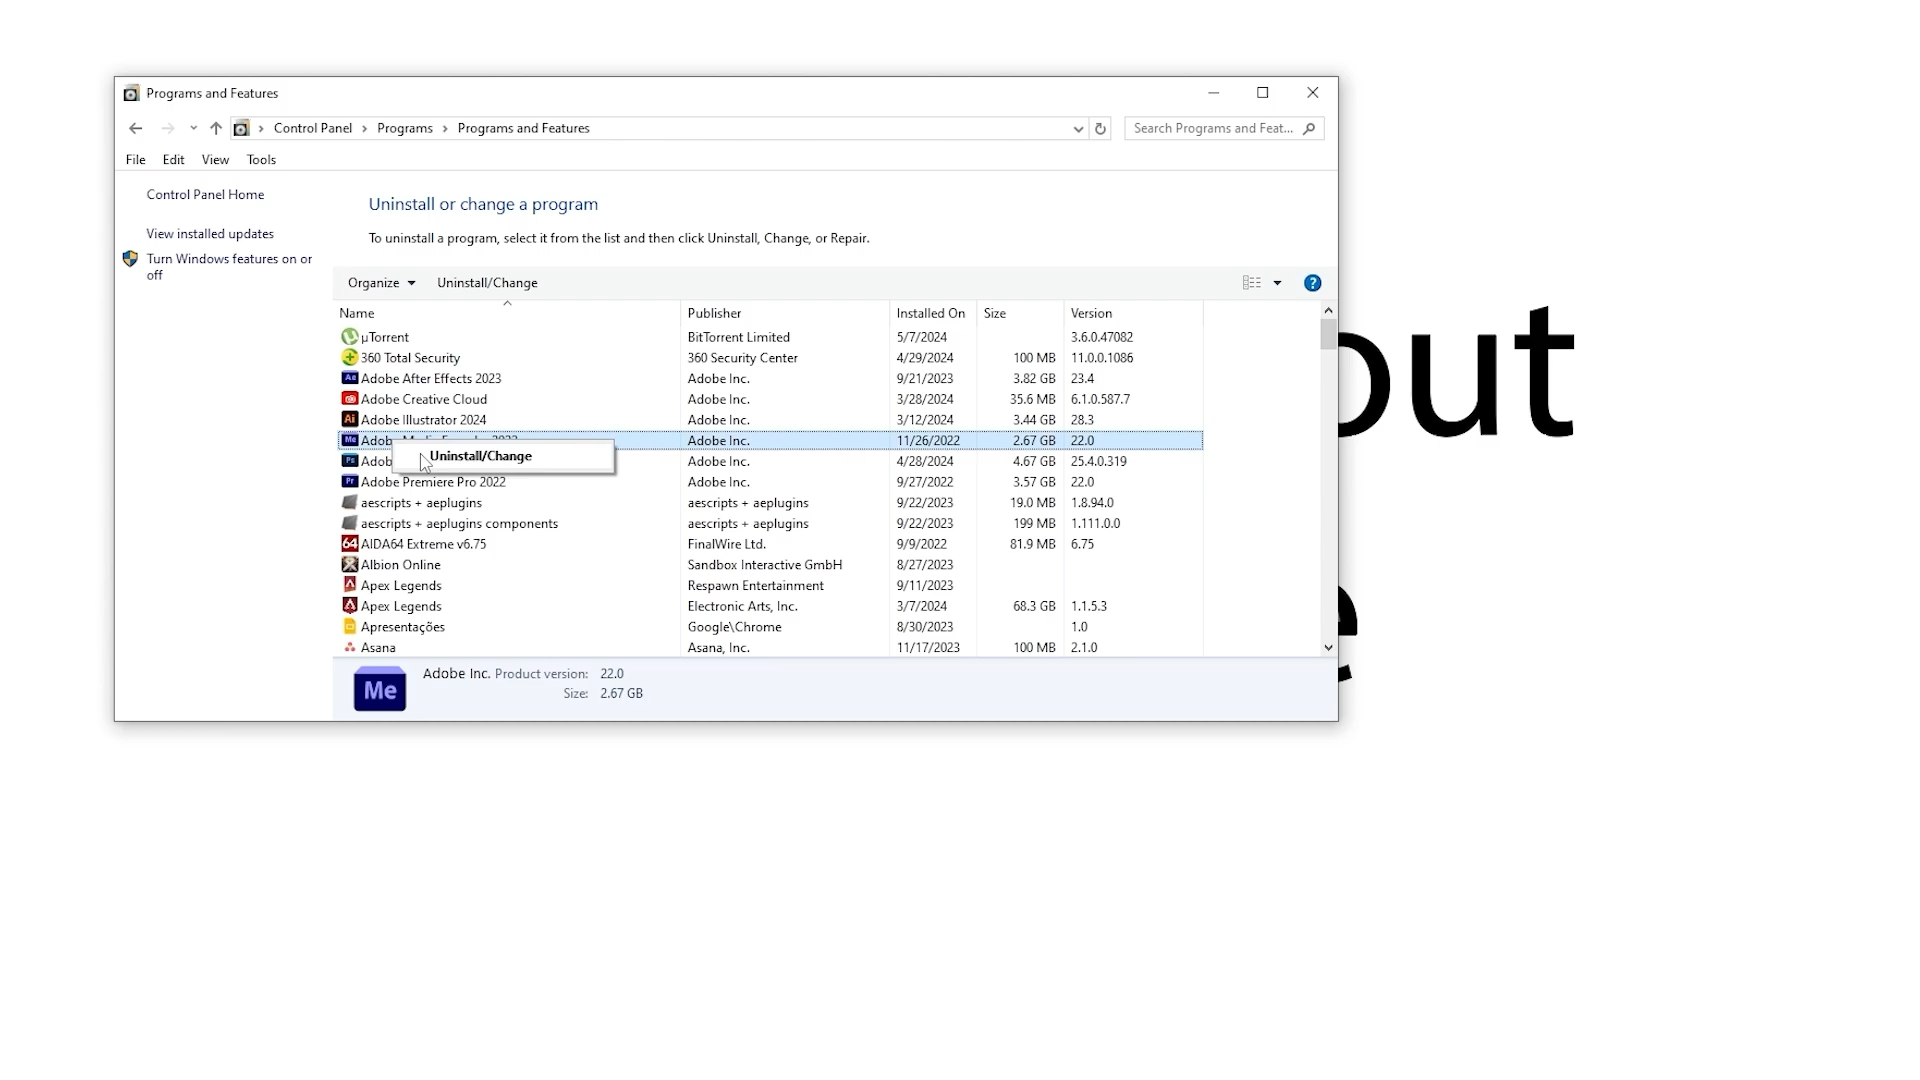 Programs and Features
Control Panel > Programs > Programs and Features
Search Programs and Feat...
File Edit View Tools
Control Panel Home
View installed updates
Turn Windows features on or
off
Uninstall or change a program
To uninstall a program, select it from the list and then click Uninstall, Change, or Repair.
Organize Uninstall/Change
Name Publisher Installed On Size Version
µTorrent BitTorrent Limited 5/7/2024 3.6.0.47082
360 Total Security 360 Security Center 4/29/2024 100 MB 11.0.0.1086
Ae Adobe After Effects 2023 Adobe Inc. 9/21/2023 3.82 GB 23.4
Adobe Creative Cloud Adobe Inc. 3/28/2024 35.6 MB 6.1.0.587.7
Ai Adobe Illustrator 2024 Adobe Inc. 3/12/2024 3.44 GB 28.3
Me Adob Adobe Inc. 11/26/2022 2.67 GB 22.0
Uninstall/Change
Ps Adob Adobe Inc. 4/28/2024 4.67 GB 25.4.0.319
Pr Adobe Premiere Pro 2022 Adobe Inc. 9/27/2022 3.57 GB 22.0
aescripts + aeplugins aescripts + aeplugins 9/22/2023 19.0 MB 1.8.94.0
aescripts + aeplugins components aescripts + aeplugins 9/22/2023 199 MB 1.111.0.0
64 AIDA64 Extreme v6.75 FinalWire Ltd. 9/9/2022 81.9 MB 6.75
Albion Online Sandbox Interactive GmbH 8/27/2023
Apex Legends Respawn Entertainment 9/11/2023
Apex Legends Electronic Arts, Inc. 3/7/2024 68.3 GB 1.1.5.3
Apresentações Google\Chrome 8/30/2023 1.0
Asana Asana, Inc. 11/17/2023 100 MB 2.1.0
Me
Adobe Inc. Product version: 22.0
Size: 2.67 GB
out
e